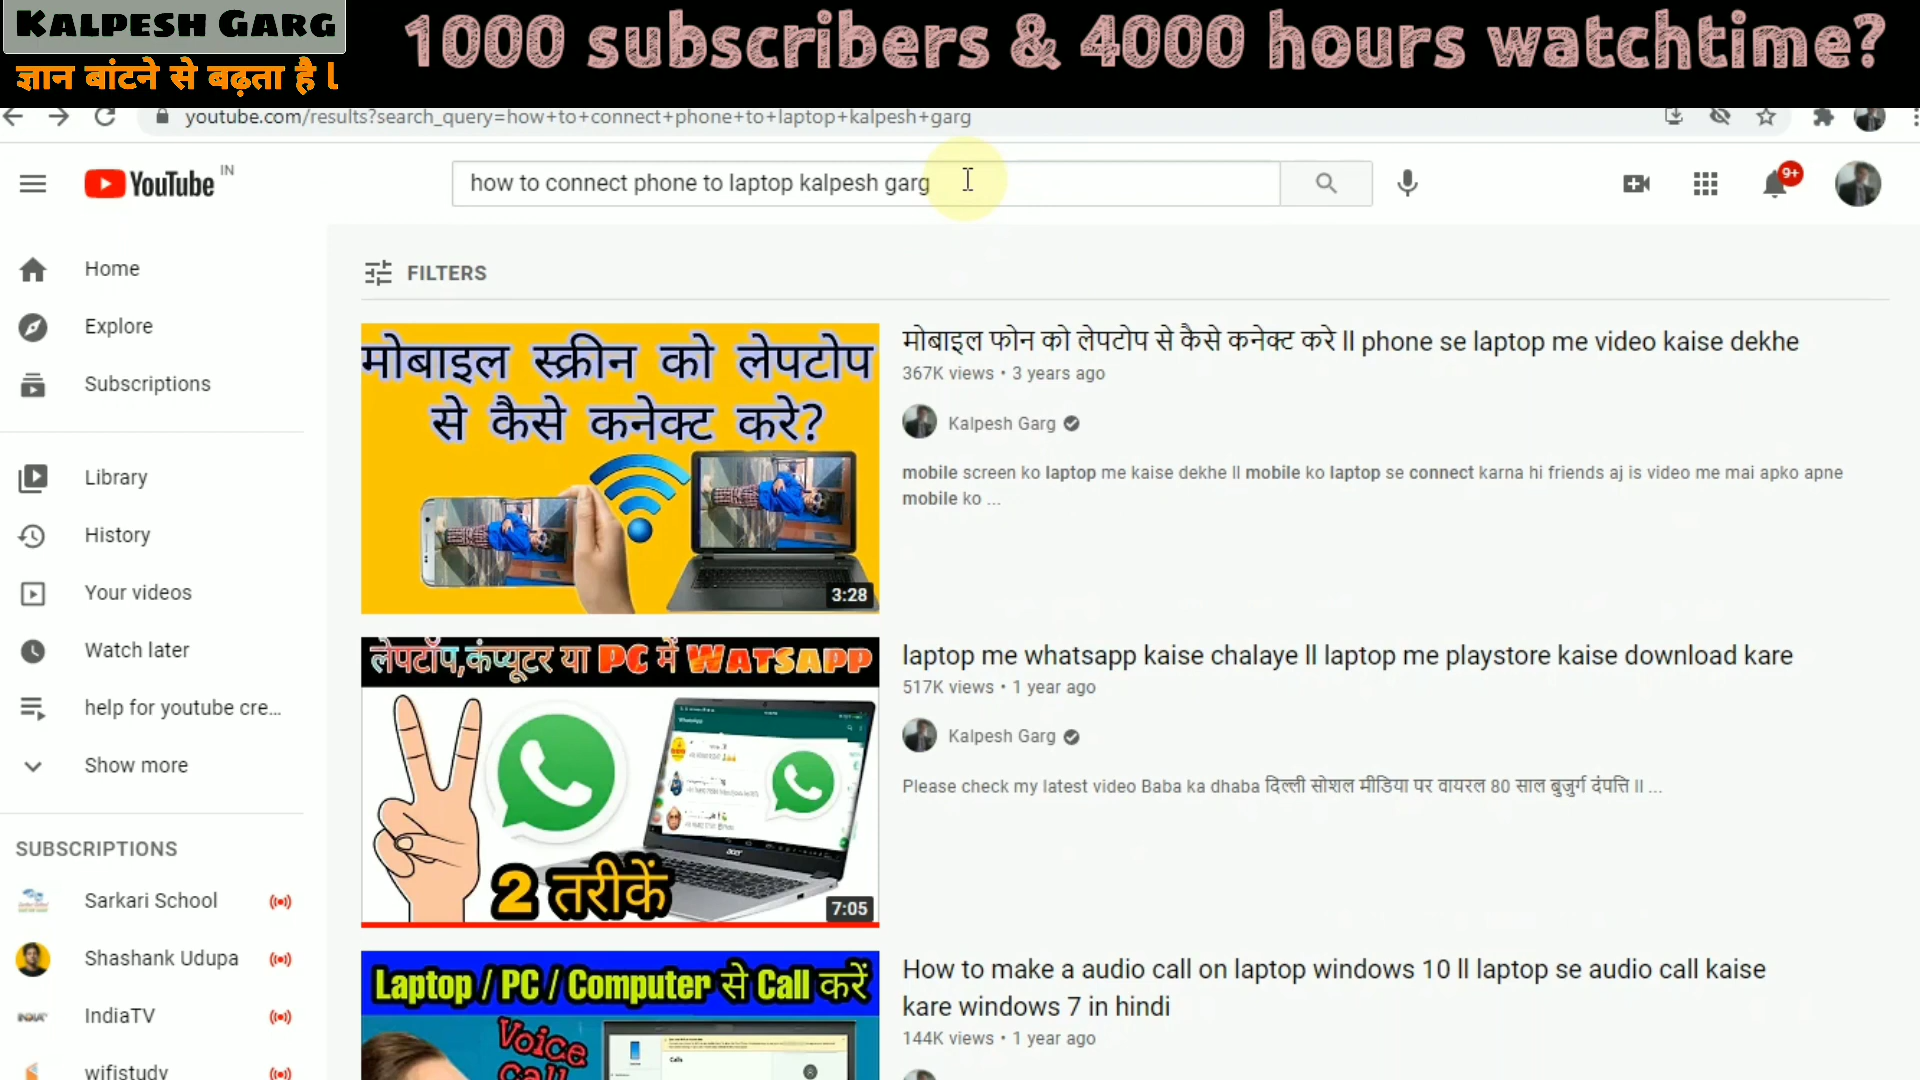 KALPESH GARG
ज्ञान बांटने से बढ़ता है l
1000 subscribers & 4000 hours watchtime?
youtube.com/results?search_query=how+to+connect+phone+to+laptop+kalpesh+garg
YouTube IN
how to connect phone to laptop kalpesh garg
9+
Home
Explore
Subscriptions
Library
History
Your videos
Watch later
help for youtube cre...
Show more
SUBSCRIPTIONS
Sarkari School
Shashank Udupa
IndiaTV
wifistudy
FILTERS
मोबाइल स्क्रीन को लेपटोप
से कैसे कनेक्ट करे?
3:28
मोबाइल फोन को लेपटोप से कैसे कनेक्ट करे ll phone se laptop me video kaise dekhe
367K views • 3 years ago
Kalpesh Garg
mobile screen ko laptop me kaise dekhe ll mobile ko laptop se connect karna hi friends aj is video me mai apko apne
mobile ko ...
लेपटॉप,कंप्यूटर या PC में WATSAPP
WhatsApp
acer
2 तरीकें
7:05
laptop me whatsapp kaise chalaye ll laptop me playstore kaise download kare
517K views • 1 year ago
Kalpesh Garg
Please check my latest video Baba ka dhaba दिल्ली सोशल मीडिया पर वायरल 80 साल बुजुर्ग दंपत्ति ll ...
Laptop / PC / Computer से Call करें
Voice
Call
Calls
How to make a audio call on laptop windows 10 ll laptop se audio call kaise
kare windows 7 in hindi
144K views • 1 year ago